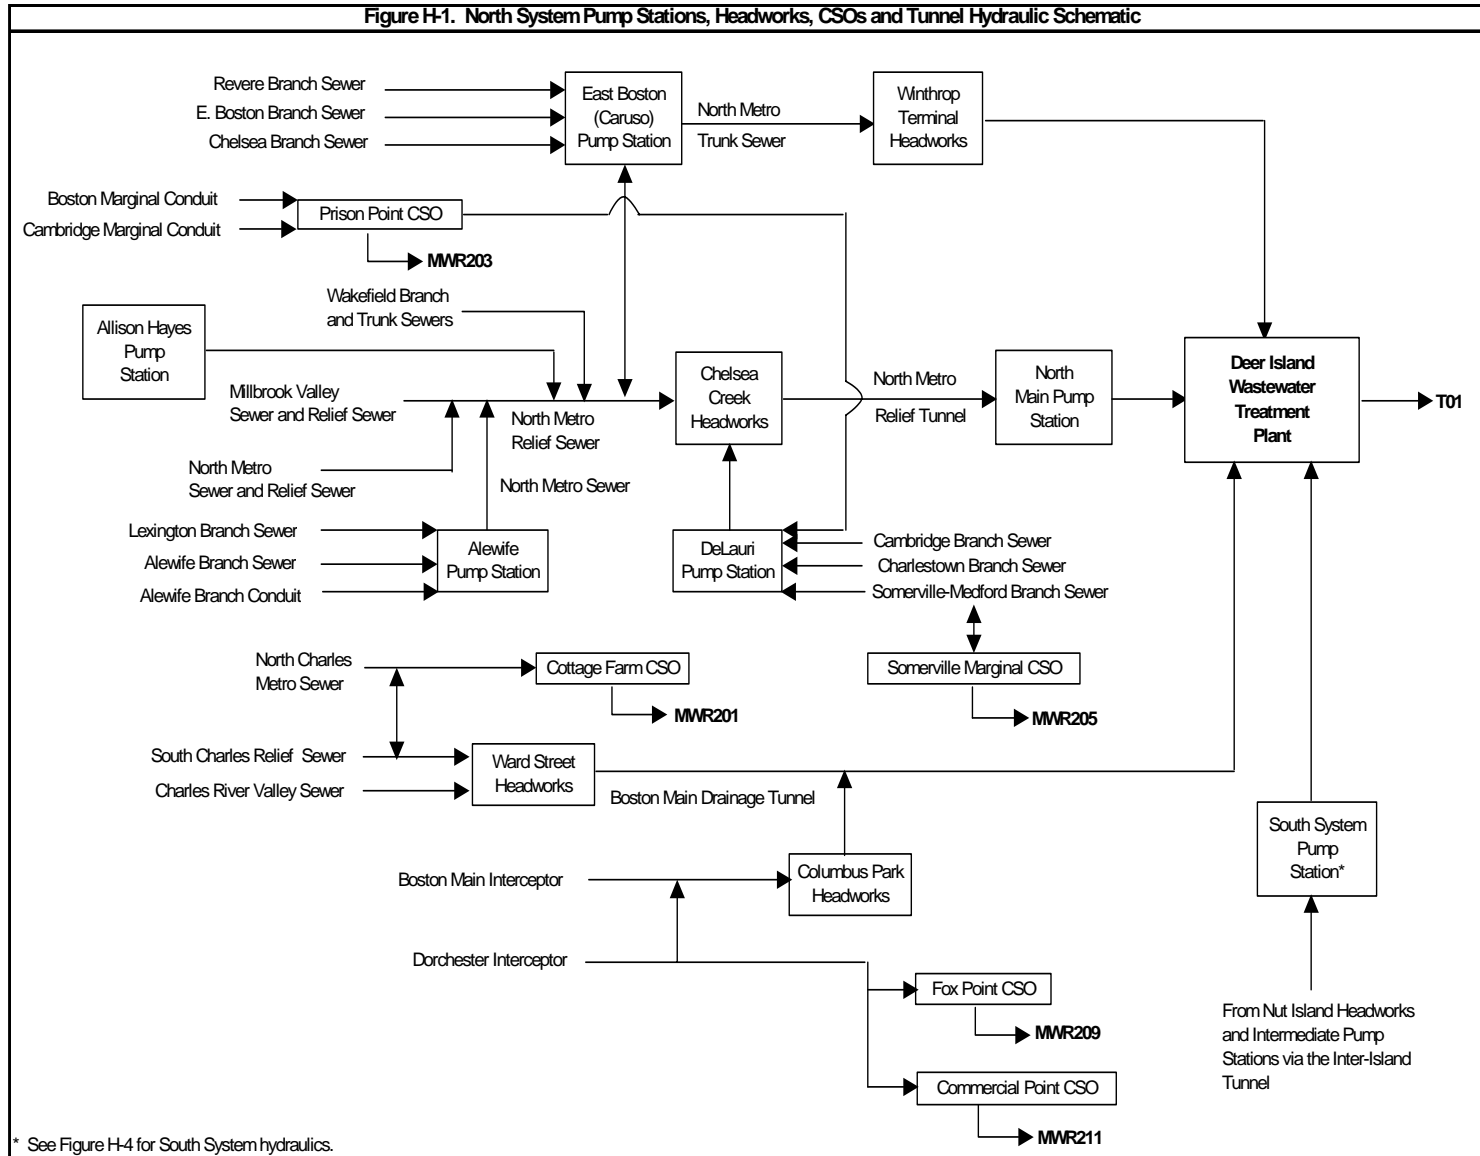 Figure H-1. North System Pump Stations, Headworks, CSOs and Tunnel Hydraulic Schematic
Revere Branch Sewer
E. Boston Branch Sewer
Chelsea Branch Sewer
East Boston
(Caruso)
Pump Station
North Metro
Trunk Sewer
Winthrop
Terminal
Headworks
Boston Marginal Conduit
Cambridge Marginal Conduit
Prison Point CSO
MWR203
Wakefield Branch
and Trunk Sewers
Allison Hayes
Pump
Station
Millbrook Valley
Sewer and Relief Sewer
North Metro
Relief Sewer
Chelsea
Creek
Headworks
North Metro
Relief Tunnel
North
Main Pump
Station
Deer Island
Wastewater
Treatment
Plant
T01
North Metro
Sewer and Relief Sewer
North Metro Sewer
Lexington Branch Sewer
Alewife Branch Sewer
Alewife Branch Conduit
Alewife
Pump Station
DeLauri
Pump Station
Cambridge Branch Sewer
Charlestown Branch Sewer
Somerville-Medford Branch Sewer
North Charles
Metro Sewer
Cottage Farm CSO
MWR201
Somerville Marginal CSO
MWR205
South Charles Relief Sewer
Charles River Valley Sewer
Ward Street
Headworks
Boston Main Drainage Tunnel
South System
Pump
Station*
Boston Main Interceptor
Columbus Park
Headworks
Dorchester Interceptor
Fox Point CSO
MWR209
Commercial Point CSO
MWR211
From Nut Island Headworks
and Intermediate Pump
Stations via the Inter-Island
Tunnel
* See Figure H-4 for South System hydraulics.